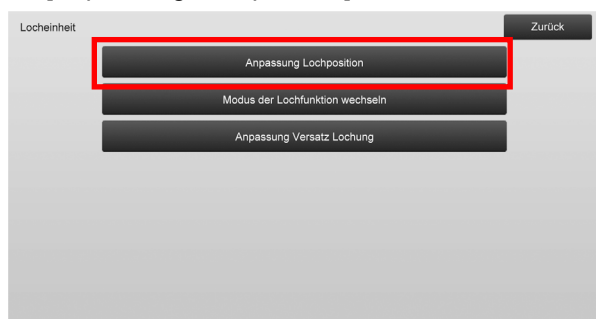 Locheinheit
Zurück
Anpassung Lochposition
Modus der Lochfunktion wechseln
Anpassung Versatz Lochung